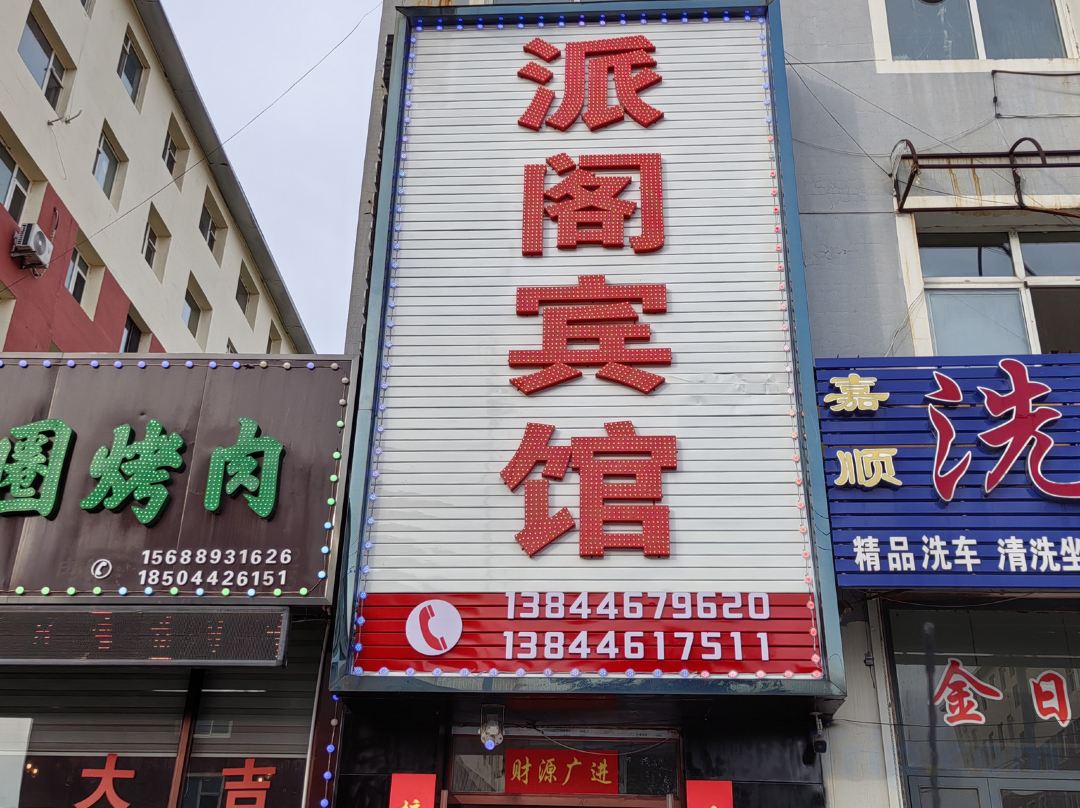 派阁宾馆
13844679620
13844617511
圈烤肉
15688931626
18504426151
大吉
嘉顺
洗
精品洗车 清洗坐
金日
财源广进